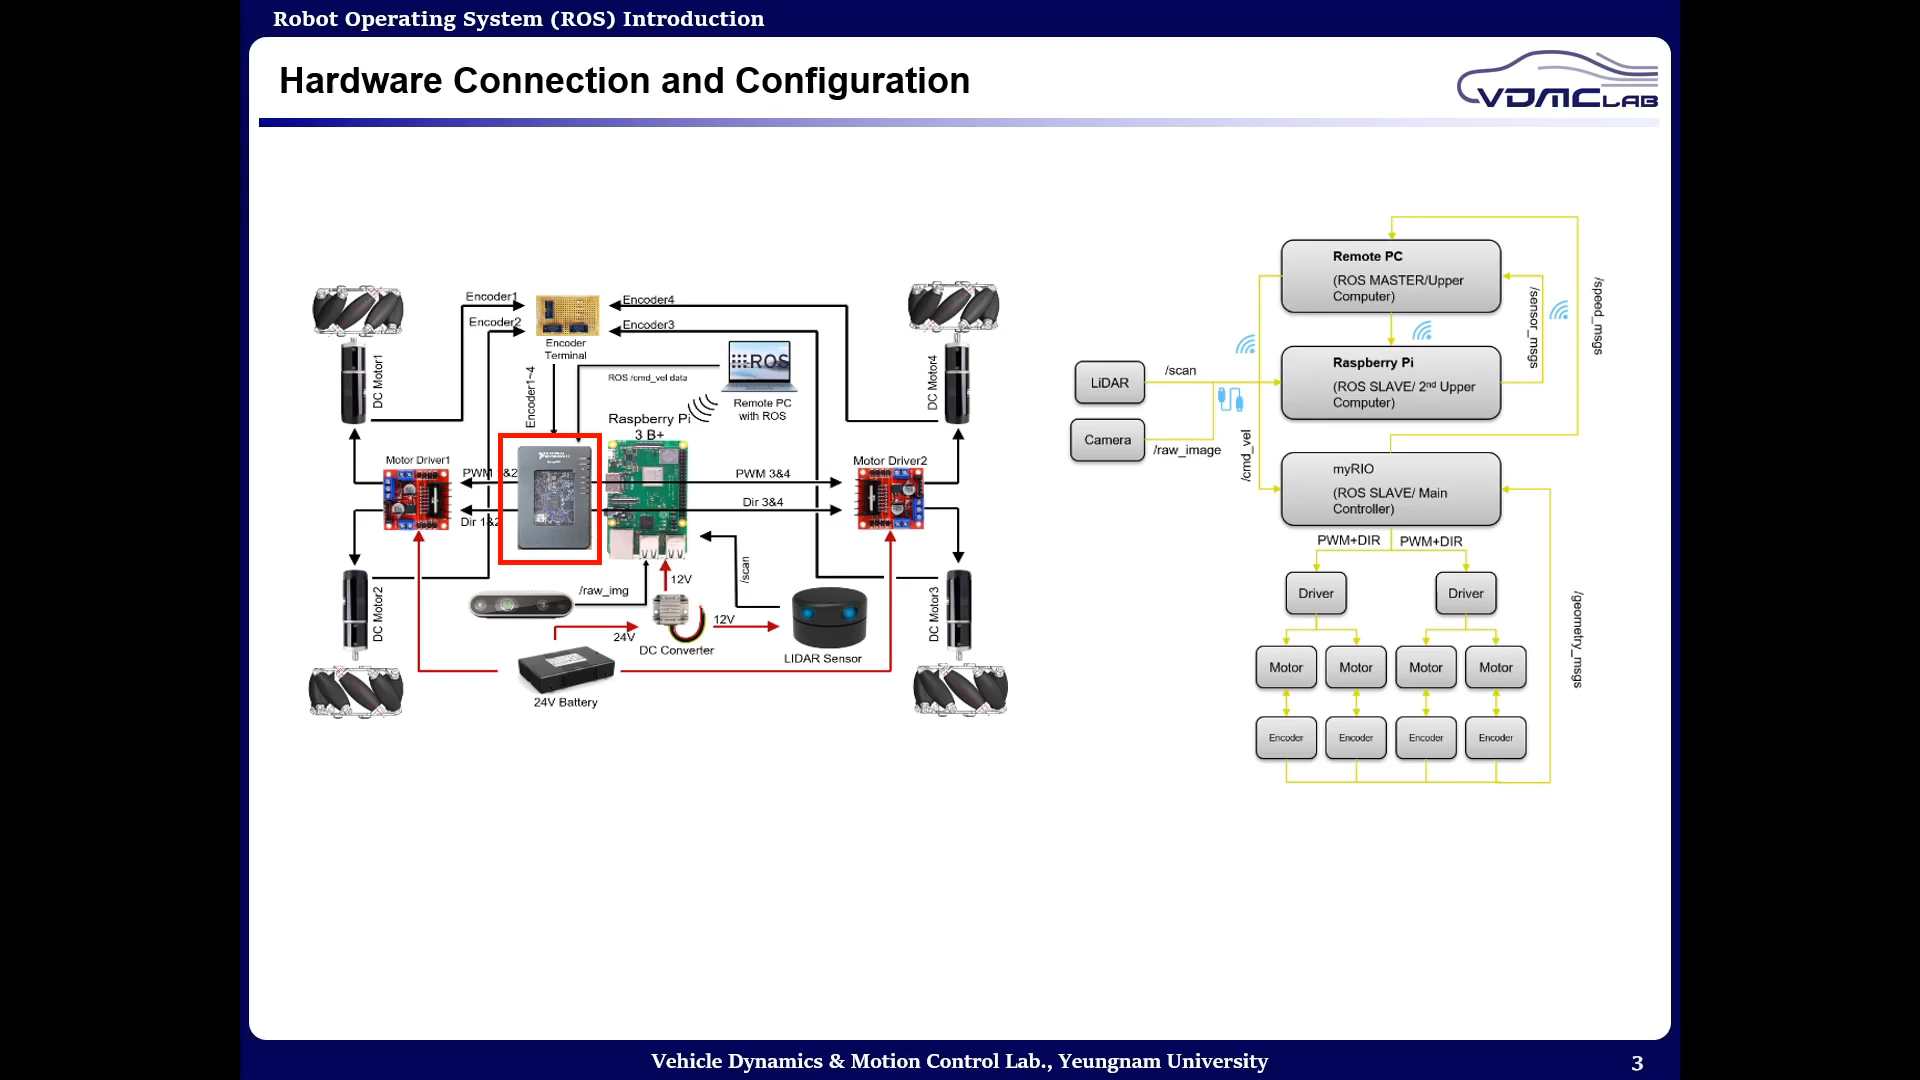 Robot Operating System (ROS) Introduction
Hardware Connection and Configuration
VDMC LAB
Encoder1
Encoder2
Encoder4
Encoder3
Encoder
Terminal
Encoder1~4
ROS /cmd_vel data
ROS
Remote PC
with ROS
Raspberry Pi
3 B+
DC Motor1
DC Motor4
Motor Driver1
Motor Driver2
PWM 1&2
Dir 1&2
PWM 3&4
Dir 3&4
DC Motor2
DC Motor3
/raw_img
12V
/scan
24V
12V
DC Converter
LIDAR Sensor
24V Battery
Remote PC
(ROS MASTER/Upper
Computer)
/sensor_msgs
/speed_msgs
LiDAR
/scan
Raspberry Pi
(ROS SLAVE/ 2nd Upper
Computer)
Camera
/raw_image
/cmd_vel
myRIO
(ROS SLAVE/ Main
Controller)
PWM+DIR PWM+DIR
Driver Driver
Motor Motor Motor Motor
Encoder Encoder Encoder Encoder
/geometry_msgs
Vehicle Dynamics & Motion Control Lab., Yeungnam University
3